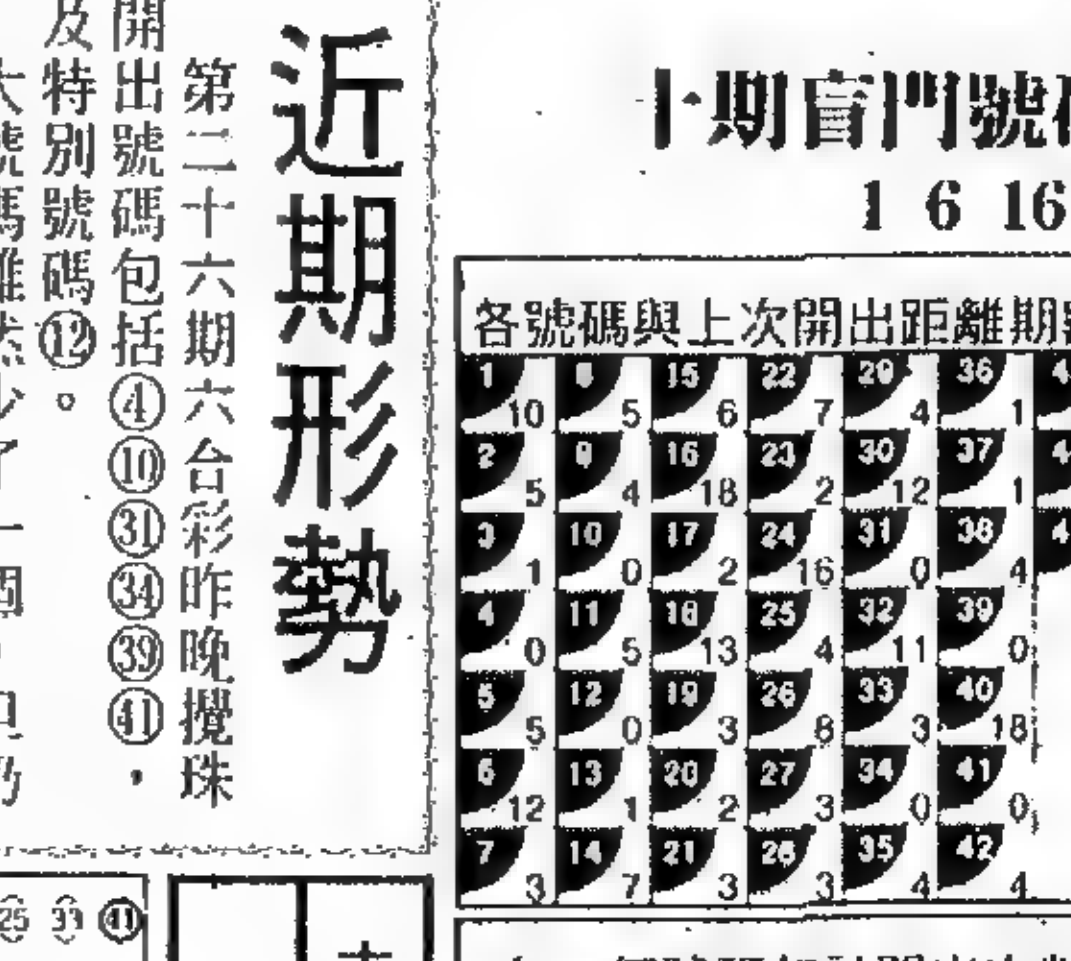 近期形勢
第二十六期六台彩昨晚攪珠
開出號碼包括④⑩㉛㉞㊴㊶，
及特別號碼⑫。
十期盲門號
1 6 16
各號碼與上次開出距離期
1 10 8 5 15 6 22 7 29 4 36 1
2 5 9 4 16 18 23 2 30 12 37 1
3 1 10 0 17 2 24 16 31 0 38 4
4 0 11 5 18 13 25 4 32 11 39 0
5 5 12 0 19 3 26 8 33 3 40 18
6 12 13 1 20 2 27 3 34 0 41 0
7 3 14 7 21 3 28 3 35 4 42 4
25 39 41